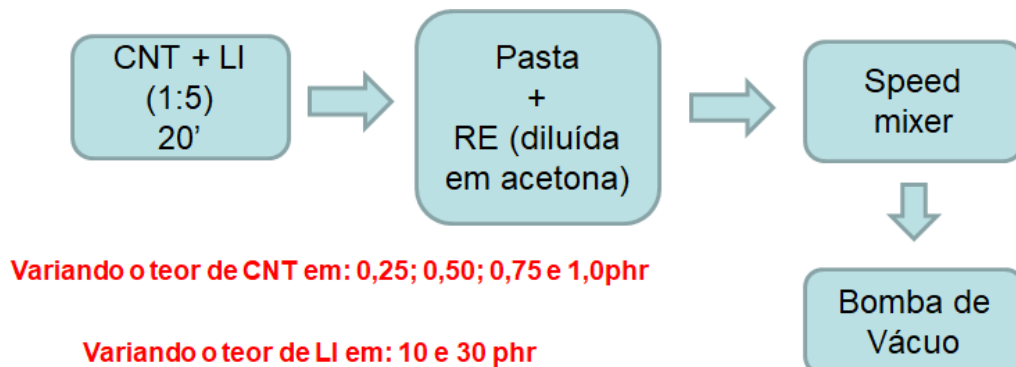 CNT + LI
(1:5)
20'
Pasta
+
RE (diluída
em acetona)
Speed
mixer
Variando o teor de CNT em: 0,25; 0,50; 0,75 e 1,0phr
Bomba de
Vácuo
Variando o teor de LI em: 10 e 30 phr